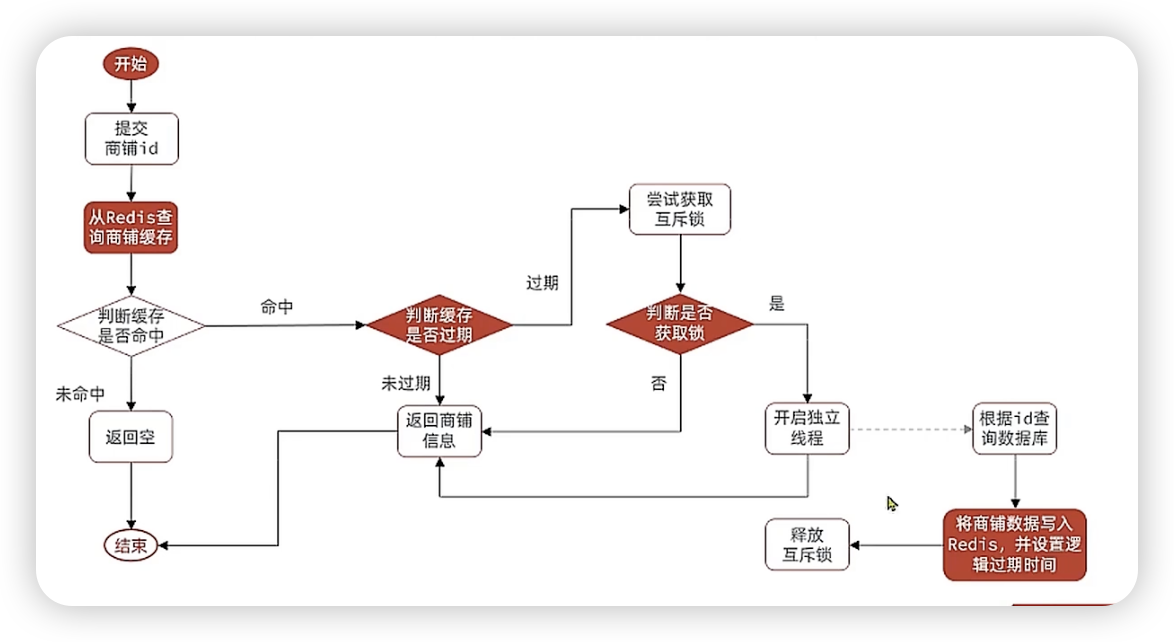 开始
提交
商铺id
从Redis查
询商铺缓存
判断缓存
是否命中
命中
未命中
返回空
结束
判断缓存
是否过期
过期
未过期
返回商铺
信息
尝试获取
互斥锁
判断是否
获取锁
是
否
开启独立
线程
根据id查
询数据库
将商铺数据写入
Redis，并设置逻
辑过期时间
释放
互斥锁